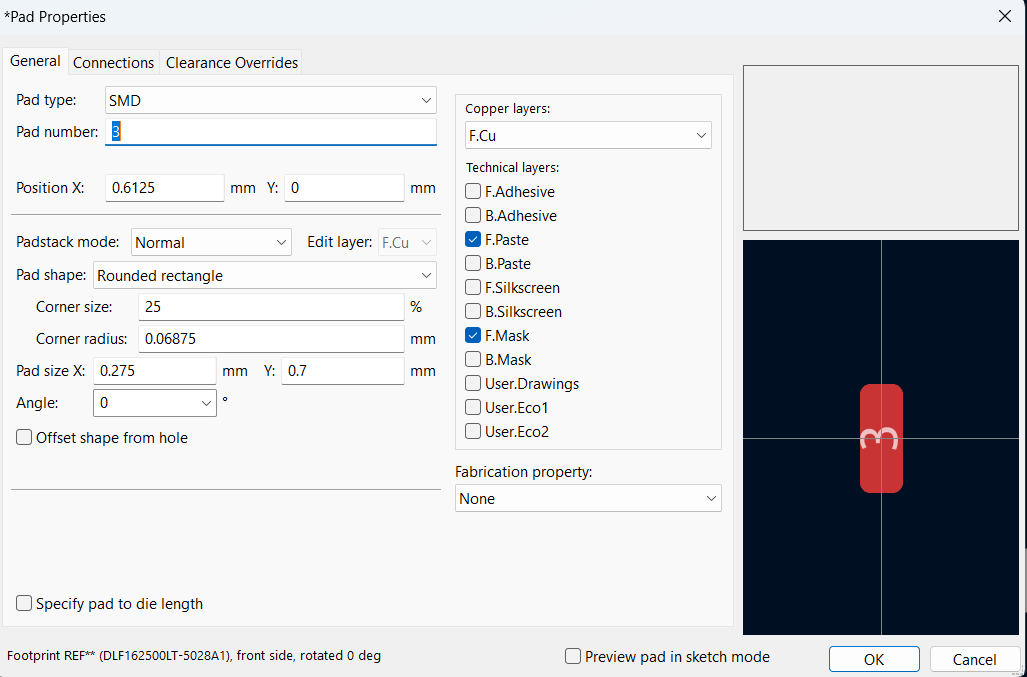 *Pad Properties
General
Connections
Clearance Overrides
Pad type:
SMD
Pad number:
3
Position X:
0.6125
mm
Y:
0
mm
Padstack mode:
Normal
Edit layer:
F.Cu
Pad shape:
Rounded rectangle
Corner size:
25
%
Corner radius:
0.06875
mm
Pad size X:
0.275
mm
Y:
0.7
mm
Angle:
0
°
Offset shape from hole
Specify pad to die length
Copper layers:
F.Cu
Technical layers:
F.Adhesive
B.Adhesive
F.Paste
B.Paste
F.Silkscreen
B.Silkscreen
F.Mask
B.Mask
User.Drawings
User.Eco1
User.Eco2
Fabrication property:
None
3
Footprint REF** (DLF162500LT-5028A1), front side, rotated 0 deg
Preview pad in sketch mode
OK
Cancel